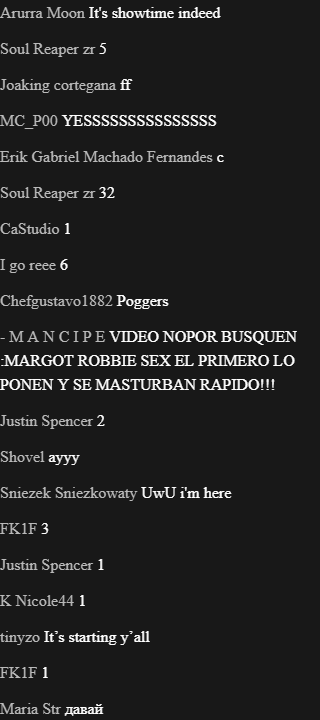 Arurra Moon It's showtime indeed
Soul Reaper zr 5
Joaking cortegana ff
MC_P00 YESSSSSSSSSSSSSSS
Erik Gabriel Machado Fernandes c
Soul Reaper zr 32
CaStudio 1
I go reee 6
Chefgustavo1882 Poggers
- M A N C I P E VIDEO NOPOR BUSQUEN
:MARGOT ROBBIE SEX EL PRIMERO LO
PONEN Y SE MASTURBAN RAPIDO!!!
Justin Spencer 2
Shovel ayyy
Sniezek Sniezkowaty UwU i'm here
FK1F 3
Justin Spencer 1
K Nicole44 1
tinyzo It’s starting y’all
FK1F 1
Maria Str давай